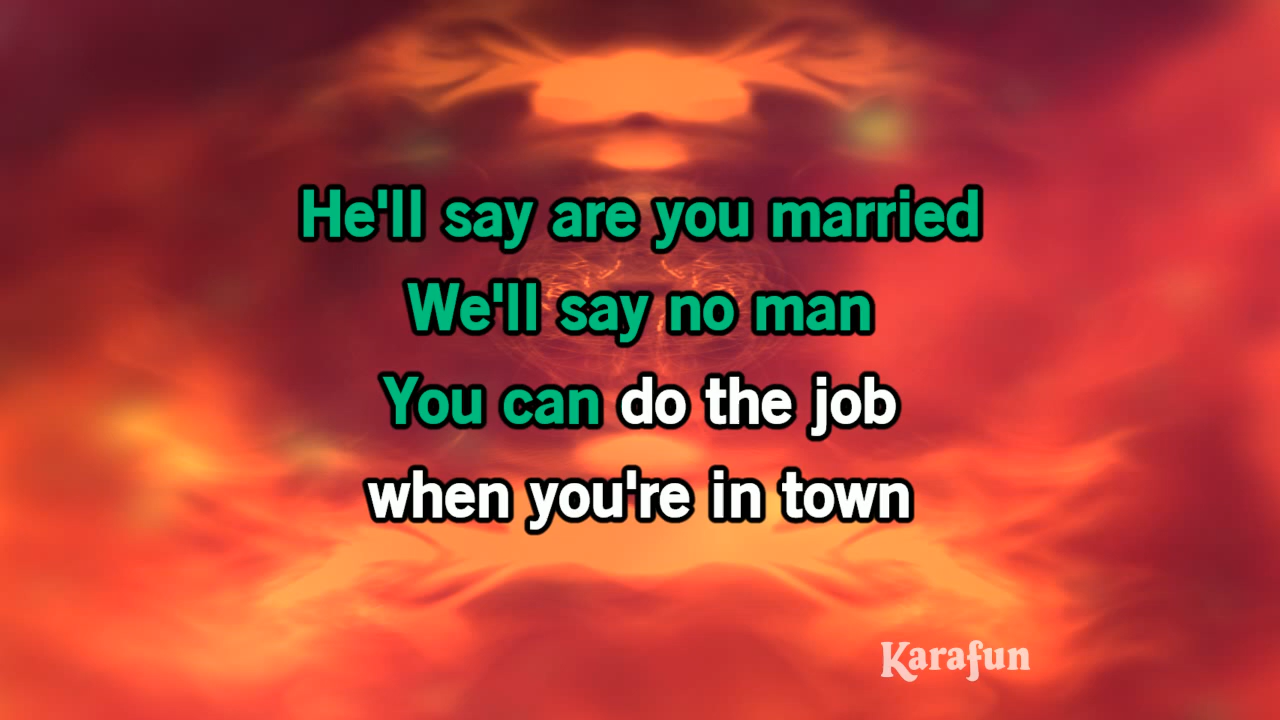 He'll say are you married
We'll say no man
You can do the job
when you're in town
Karafun